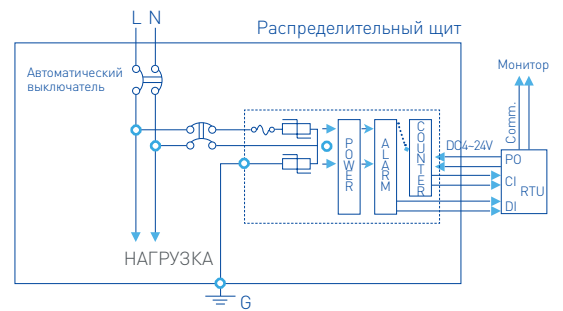 L N
Распределительный щит
Автоматический
выключатель
Монитор
Comm.
POWER
ALARM
COUNTER
DC4-24V
PO
CI
RTU
DI
НАГРУЗКА
G